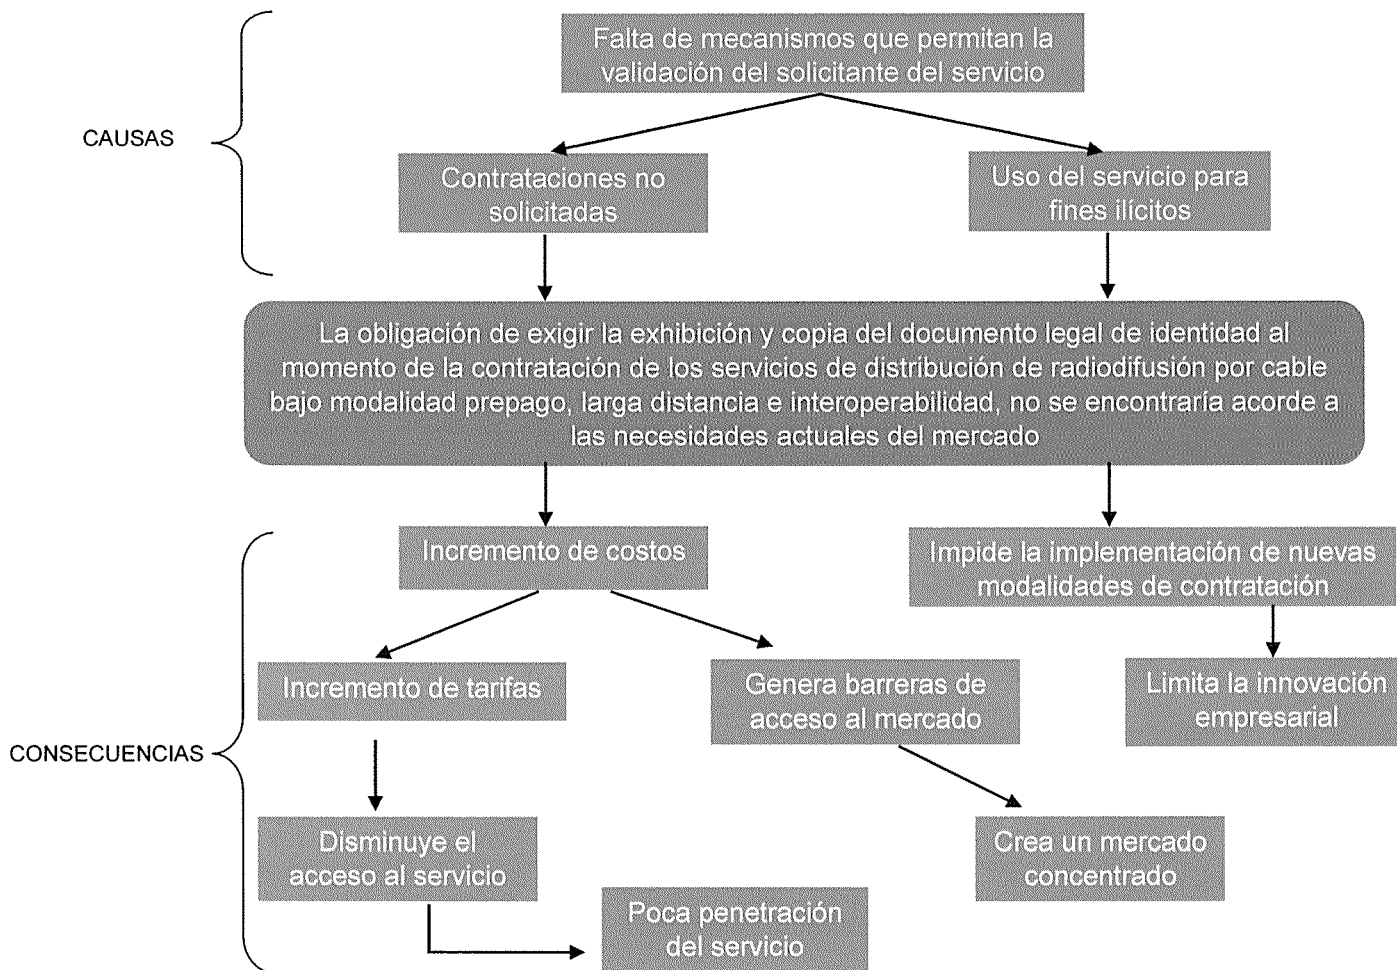 Falta de mecanismos que permitan la
validación del solicitante del servicio
CAUSAS
Contrataciones no
solicitadas
Uso del servicio para
fines ilícitos
La obligación de exigir la exhibición y copia del documento legal de identidad al
momento de la contratación de los servicios de distribución de radiodifusión por cable
bajo modalidad prepago, larga distancia e interoperabilidad, no se encontraría acorde a
las necesidades actuales del mercado
Incremento de costos
Impide la implementación de nuevas
modalidades de contratación
Incremento de tarifas
Genera barreras de
acceso al mercado
Limita la innovación
empresarial
CONSECUENCIAS
Disminuye el
acceso al servicio
Crea un mercado
concentrado
Poca penetración
del servicio